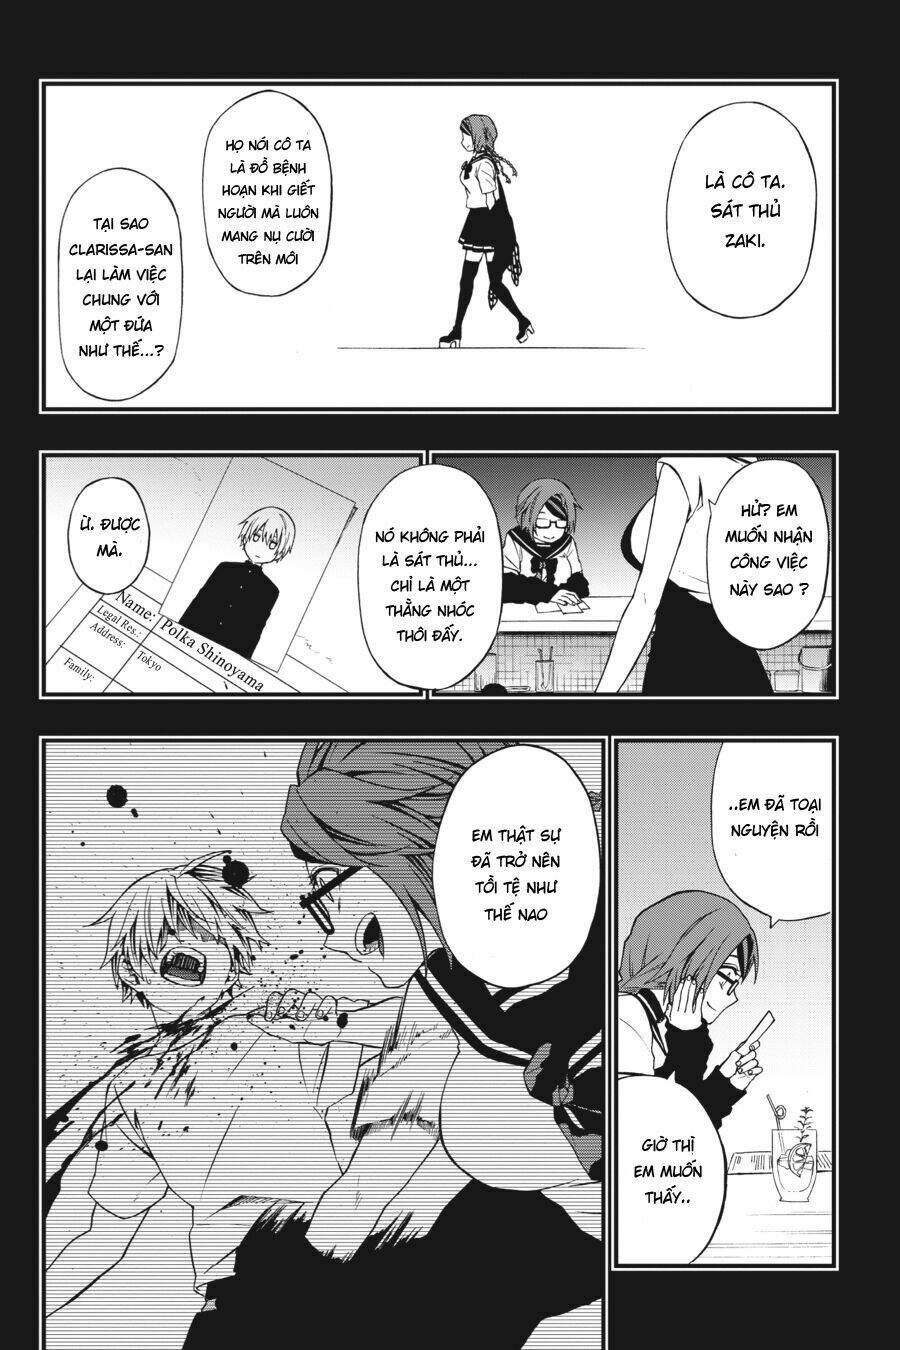 LÀ CÔ TA.
SÁT THỦ
ZAKI.
HỌ NÓI CÔ TA
LÀ ĐỒ BỆNH
HOẠN KHI GIẾT
NGƯỜI MÀ LUÔN
MANG NỤ CƯỜI
TRÊN MÔI
TẠI SAO
CLARISSA-SAN
LẠI LÀM VIỆC
CHUNG VỚI
MỘT ĐỨA
NHƯ THẾ...?
HỬ? EM
MUỐN NHẬN
CÔNG VIỆC
NÀY SAO ?
NÓ KHÔNG PHẢI
LÀ SÁT THỦ...
CHỈ LÀ MỘT
THẰNG NHÓC
THÔI ĐẤY.
Ừ. ĐƯỢC
MÀ.
Name: Polka Shinoyama
Legal Res.:
Address: Tokyo
Family:
..EM ĐÃ TOẠI
NGUYỆN RỒI
GIỜ THÌ
EM MUỐN
THẤY..
EM THẬT SỰ
ĐÃ TRỞ NÊN
TỒI TỆ NHƯ
THẾ NÀO